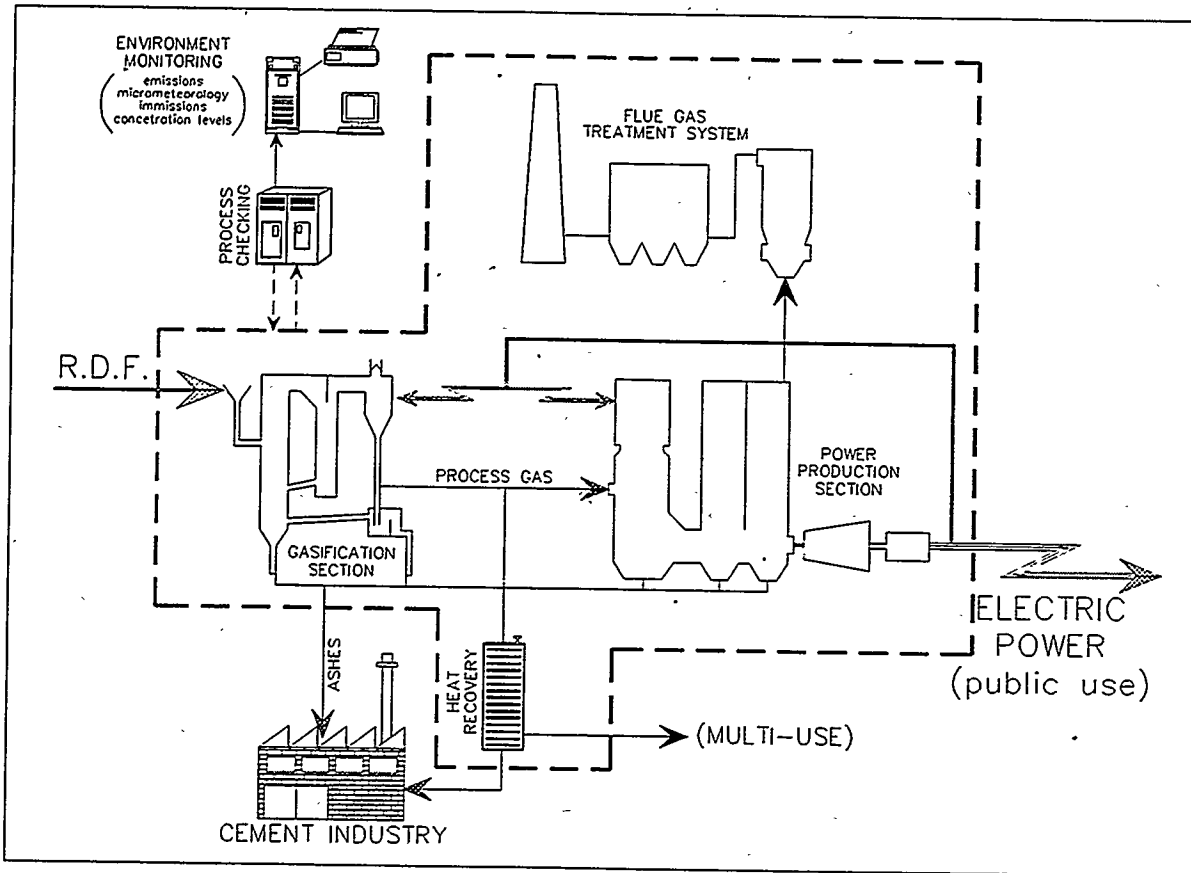 ENVIRONMENT
MONITORING
( emissions
micrometeorology
immissions
concetration levels )
PROCESS
CHECKING
FLUE GAS
TREATMENT SYSTEM
R.D.F.
PROCESS GAS
POWER
PRODUCTION
SECTION
GASIFICATION
SECTION
ELECTRIC
POWER
(public use)
ASHES
HEAT
RECOVERY
(MULTI-USE)
CEMENT INDUSTRY